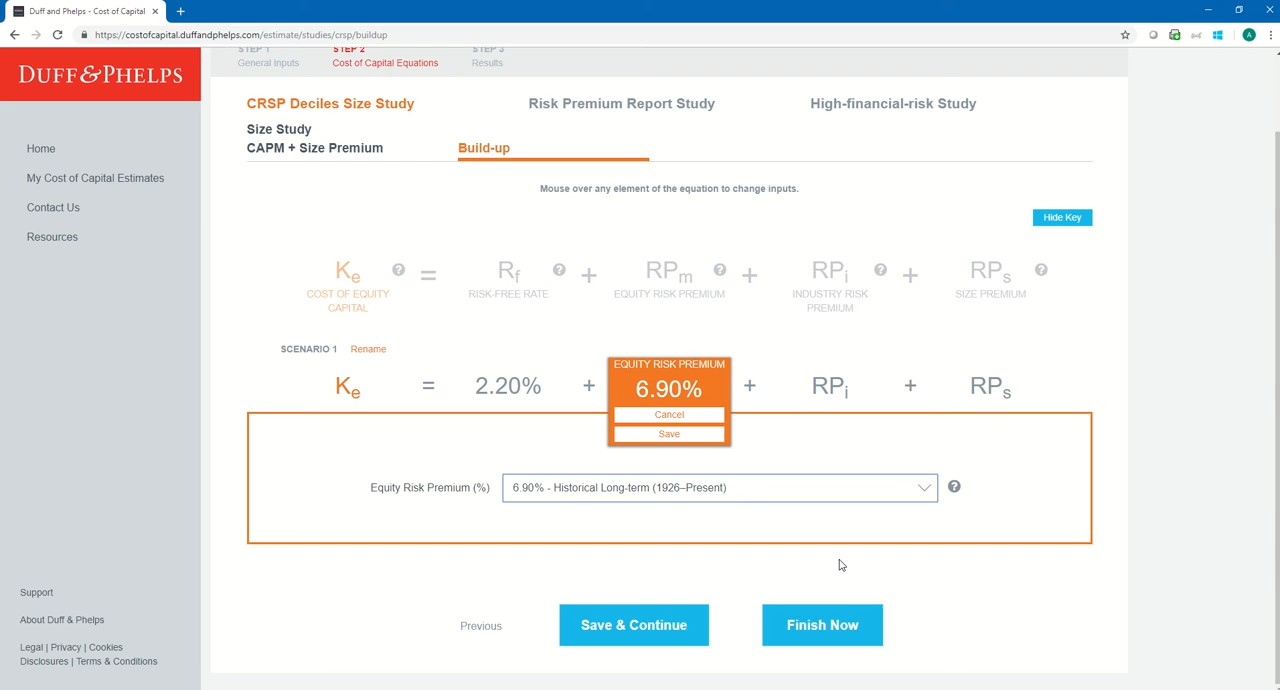 Duff and Phelps - Cost of Capital
https://costofcapital.duffandphelps.com/estimate/studies/crsp/buildup
A
DUFF&PHELPS
Home
My Cost of Capital Estimates
Contact Us
Resources
Support
About Duff & Phelps
Legal | Privacy | Cookies
Disclosures | Terms & Conditions
STEP 1 STEP 2 STEP 3
General Inputs Cost of Capital Equations Results
CRSP Deciles Size Study Risk Premium Report Study High-financial-risk Study
Size Study
CAPM + Size Premium Build-up
Mouse over any element of the equation to change inputs.
Hide Key
Ke ? = Rf ? + RPm ? + RPi ? + RPs ?
COST OF EQUITY RISK-FREE RATE EQUITY RISK PREMIUM INDUSTRY RISK SIZE PREMIUM
CAPITAL PREMIUM
SCENARIO 1 Rename
EQUITY RISK PREMIUM
Ke = 2.20% + 6.90% + RPi + RPs
Cancel
Save
Equity Risk Premium (%) 6.90% - Historical Long-term (1926–Present) ?
Previous Save & Continue Finish Now